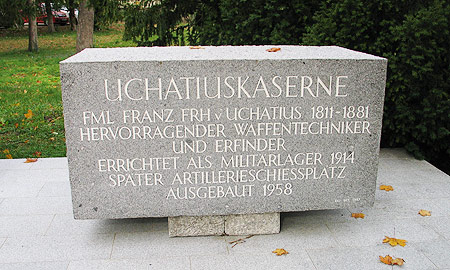 UCHATIUSKASERNE
FML FRANZ FRH v UCHATIUS 1811-1881
HERVORRAGENDER WAFFENTECHNIKER
UND ERFINDER
ERRICHTET ALS MILITÄRLAGER 1914
SPÄTER ARTILLERIESCHIESSPLATZ
AUSGEBAUT 1958